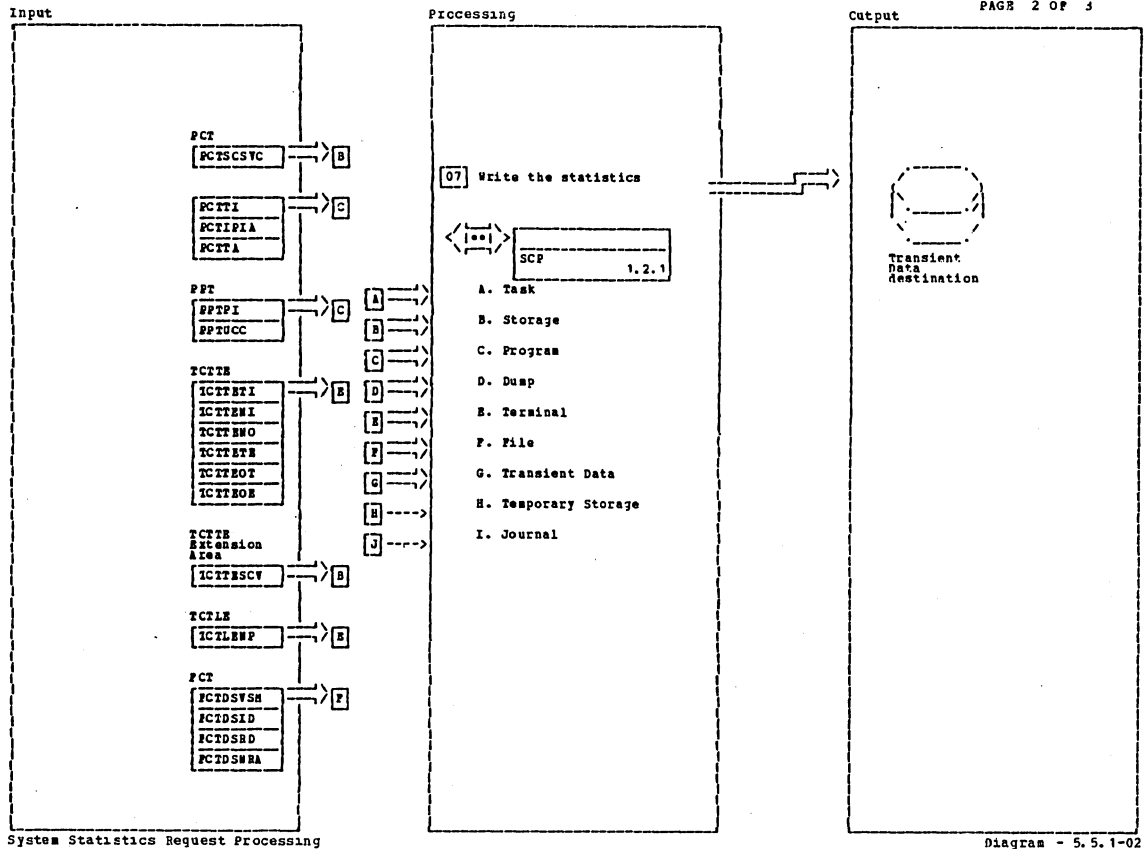 PAGE 2 OF 3
Input
Processing
Output
PCT
PCTSCSVC
B
PCTTI
C
PCTIPIA
PCTTA
PPT
PPTPI
C
PPTUCC
TCTTE
TCTTETI
E
TCTTENI
TCTTENO
TCTTETE
TCTTEOT
TCTTEOE
TCTTE
Extension
Area
TCTTESCV
B
TCTLE
TCTLENP
E
FCT
FCTDSVSM
F
FCTDSID
FCTDSRD
FCTDSWRA
07 Write the statistics
SCP
1.2.1
A
A. Task
B
B. Storage
C
C. Program
D
D. Dump
E
E. Terminal
F
F. File
G
G. Transient Data
H
H. Temporary Storage
J
I. Journal
Transient
Data
destination
System Statistics Request Processing
Diagram - 5.5.1-02